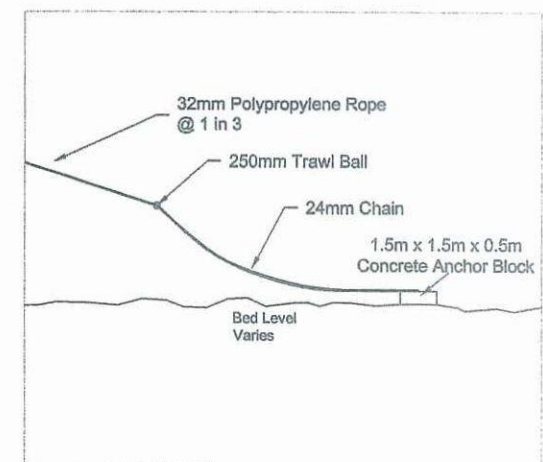 32mm Polypropylene Rope
@ 1 in 3
250mm Trawl Ball
24mm Chain
1.5m x 1.5m x 0.5m
Concrete Anchor Block
Bed Level
Varies